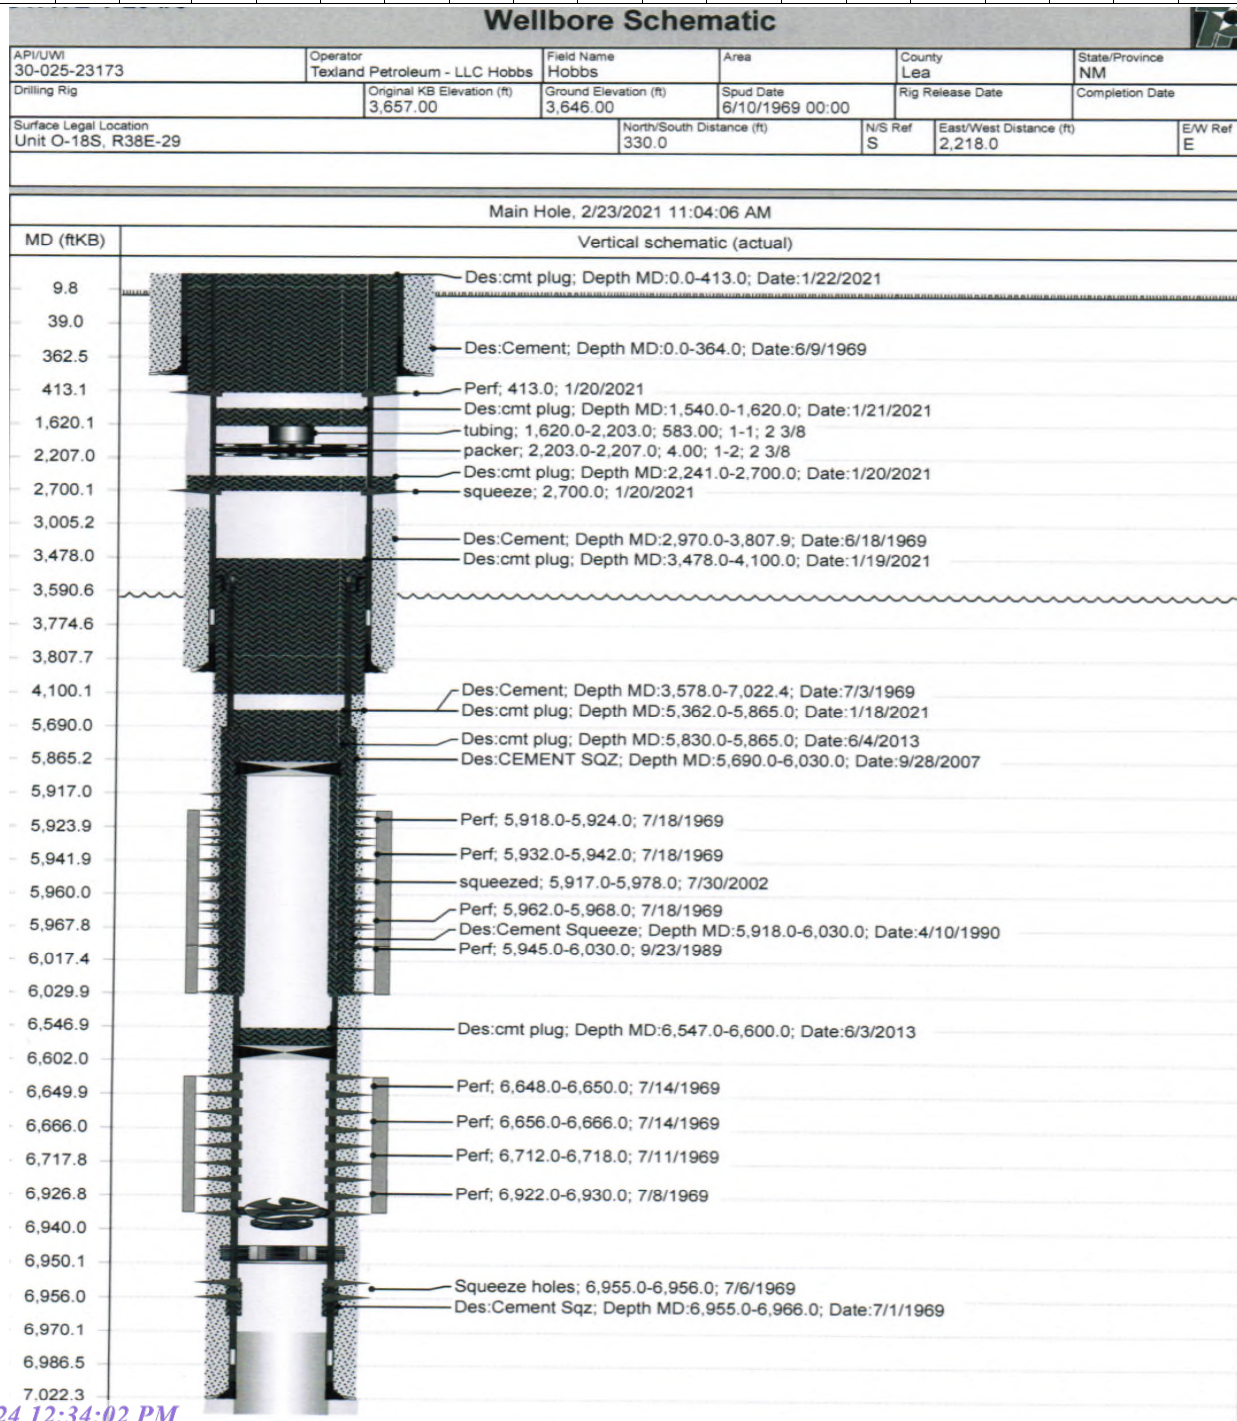 Wellbore Schematic
API/UWI Operator Field Name Area County State/Province
30-025-23173 Texland Petroleum - LLC Hobbs Hobbs Lea NM
Drilling Rig Original KB Elevation (ft) Ground Elevation (ft) Spud Date Rig Release Date Completion Date
3,657.00 3,646.00 6/10/1969 00:00
Surface Legal Location North/South Distance (ft) N/S Ref East/West Distance (ft) E/W Ref
Unit O-18S, R38E-29 330.0 S 2,218.0 E
Main Hole, 2/23/2021 11:04:06 AM
MD (ftKB) Vertical schematic (actual)
Des:cmt plug; Depth MD:0.0-413.0; Date:1/22/2021
9.8
39.0
Des:Cement; Depth MD:0.0-364.0; Date:6/9/1969
362.5
413.1 Perf; 413.0; 1/20/2021
Des:cmt plug; Depth MD:1,540.0-1,620.0; Date:1/21/2021
1,620.1
tubing; 1,620.0-2,203.0; 583.00; 1-1; 2 3/8
packer; 2,203.0-2,207.0; 4.00; 1-2; 2 3/8
2,207.0
Des:cmt plug; Depth MD:2,241.0-2,700.0; Date:1/20/2021
2,700.1 squeeze; 2,700.0; 1/20/2021
3,005.2
Des:Cement; Depth MD:2,970.0-3,807.9; Date:6/18/1969
3,478.0 Des:cmt plug; Depth MD:3,478.0-4,100.0; Date:1/19/2021
3,590.6
3,774.6
3,807.7
4,100.1 Des:Cement; Depth MD:3,578.0-7,022.4; Date:7/3/1969
Des:cmt plug; Depth MD:5,362.0-5,865.0; Date:1/18/2021
5,690.0
Des:cmt plug; Depth MD:5,830.0-5,865.0; Date:6/4/2013
5,865.2 Des:CEMENT SQZ; Depth MD:5,690.0-6,030.0; Date:9/28/2007
5,917.0
5,923.9 Perf; 5,918.0-5,924.0; 7/18/1969
5,941.9 Perf; 5,932.0-5,942.0; 7/18/1969
squeezed; 5,917.0-5,978.0; 7/30/2002
5,960.0
Perf; 5,962.0-5,968.0; 7/18/1969
5,967.8 Des:Cement Squeeze; Depth MD:5,918.0-6,030.0; Date:4/10/1990
Perf; 5,945.0-6,030.0; 9/23/1989
6,017.4
6,029.9
6,546.9 Des:cmt plug; Depth MD:6,547.0-6,600.0; Date:6/3/2013
6,602.0
6,649.9 Perf; 6,648.0-6,650.0; 7/14/1969
6,666.0 Perf; 6,656.0-6,666.0; 7/14/1969
6,717.8 Perf; 6,712.0-6,718.0; 7/11/1969
6,926.8 Perf; 6,922.0-6,930.0; 7/8/1969
6,940.0
6,950.1
Squeeze holes; 6,955.0-6,956.0; 7/6/1969
6,956.0
Des:Cement Sqz; Depth MD:6,955.0-6,966.0; Date:7/1/1969
6,970.1
6,986.5
7,022.3
24 12:34:02 PM